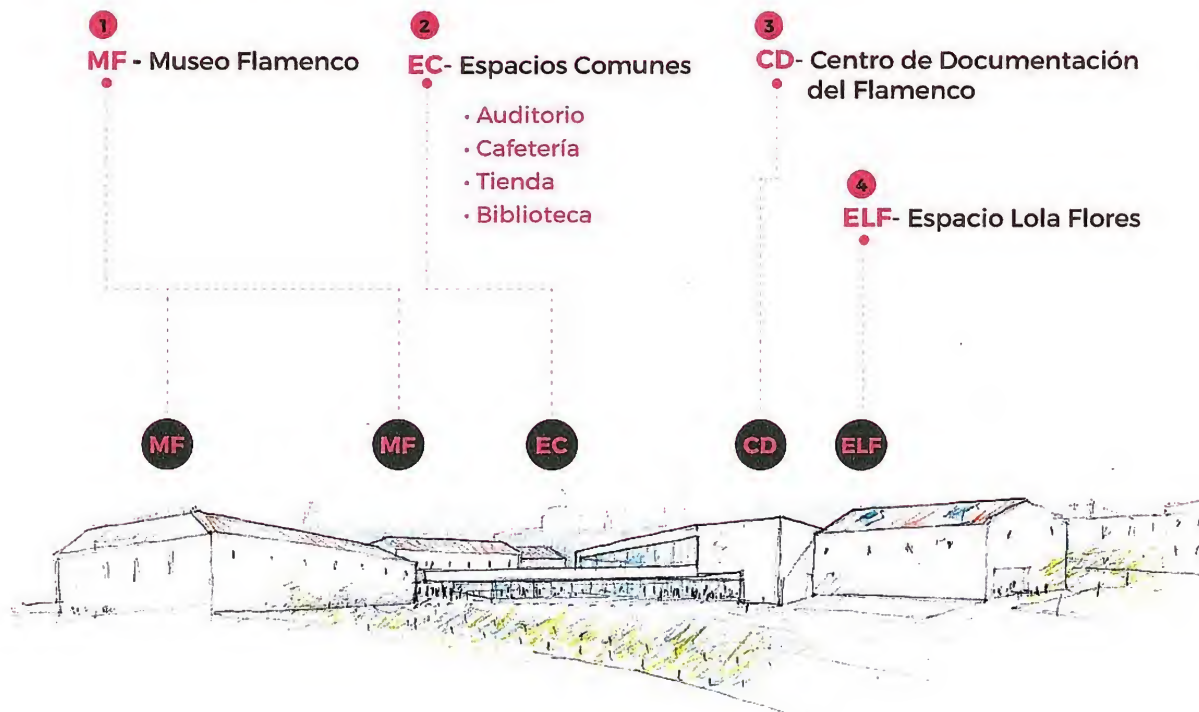 1
MF - Museo Flamenco
2
EC- Espacios Comunes
• Auditorio
• Cafetería
• Tienda
• Biblioteca
3
CD- Centro de Documentación
del Flamenco
4
ELF- Espacio Lola Flores
MF
MF
EC
CD
ELF